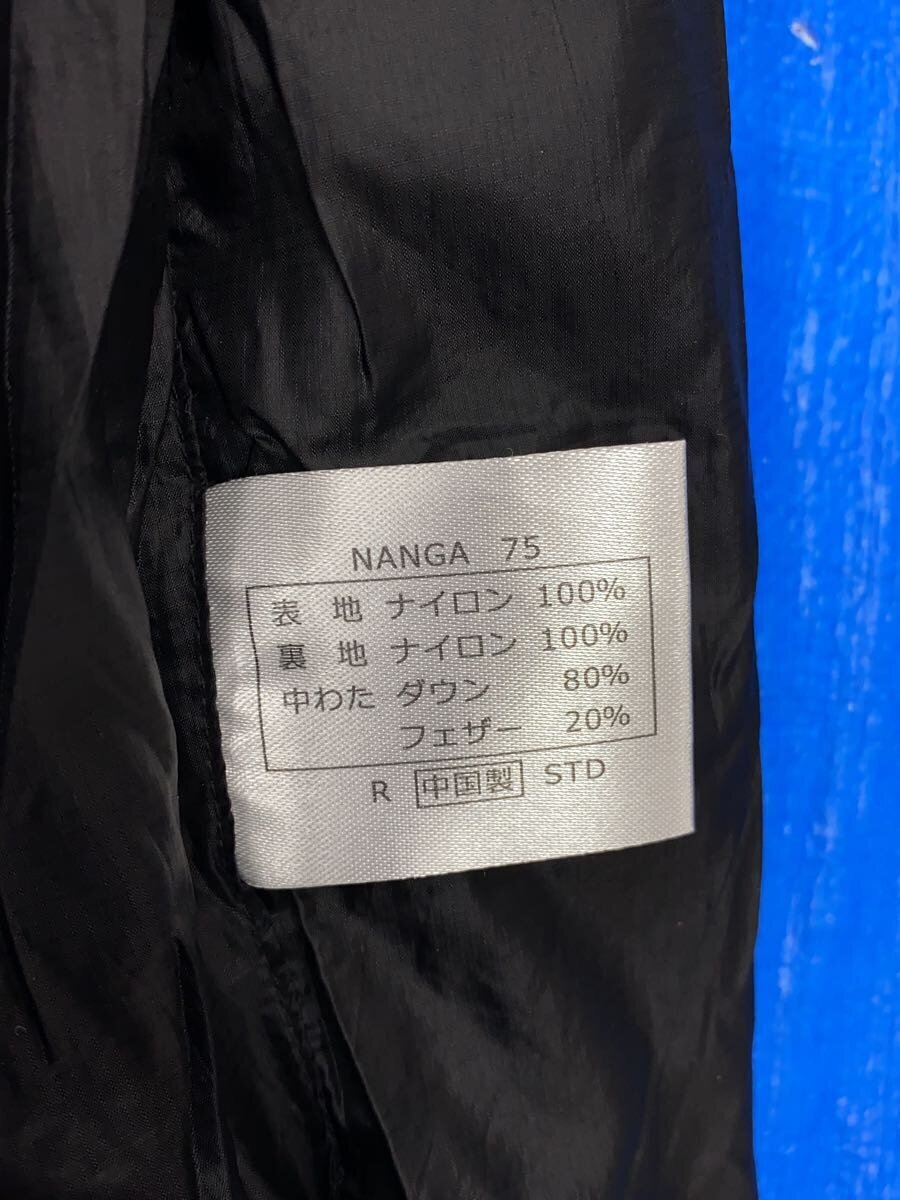 NANGA 75
表 地 ナイロン 100%
裏 地 ナイロン 100%
中わた ダウン 80%
フェザー 20%
R 中国製 STD